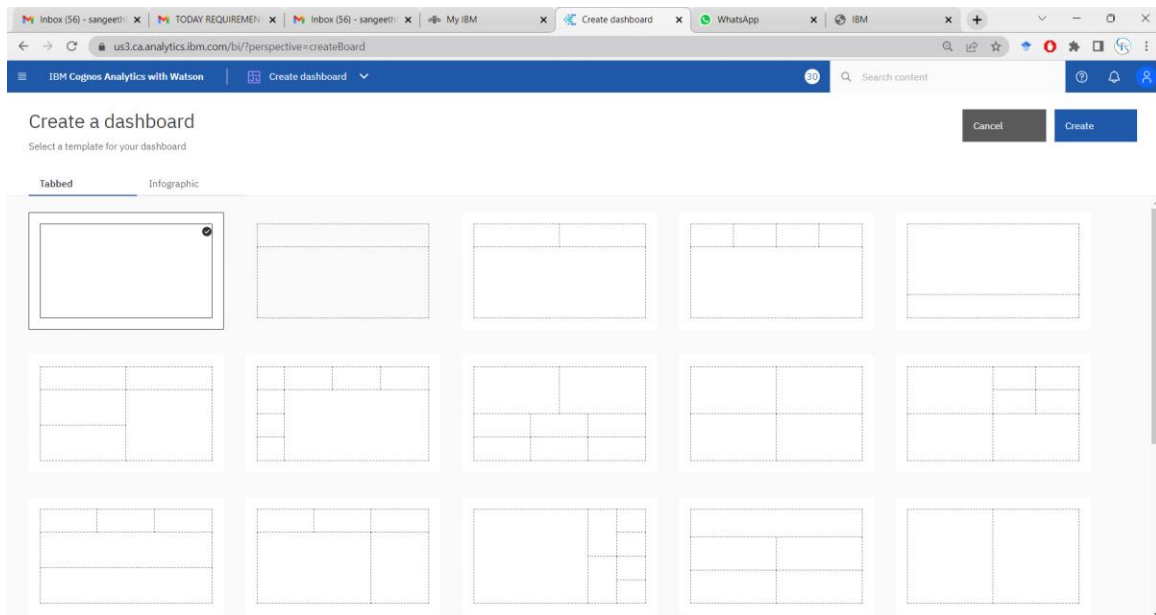 Inbox (56) - sangeeth
TODAY REQUIREMEN
Inbox (56) - sangeeth
My IBM
Create dashboard
WhatsApp
IBM
us3.ca.analytics.ibm.com/bi/?perspective=createBoard
IBM Cognos Analytics with Watson
Create dashboard
30
Search content
Create a dashboard
Cancel
Create
Select a template for your dashboard
Tabbed
Infographic